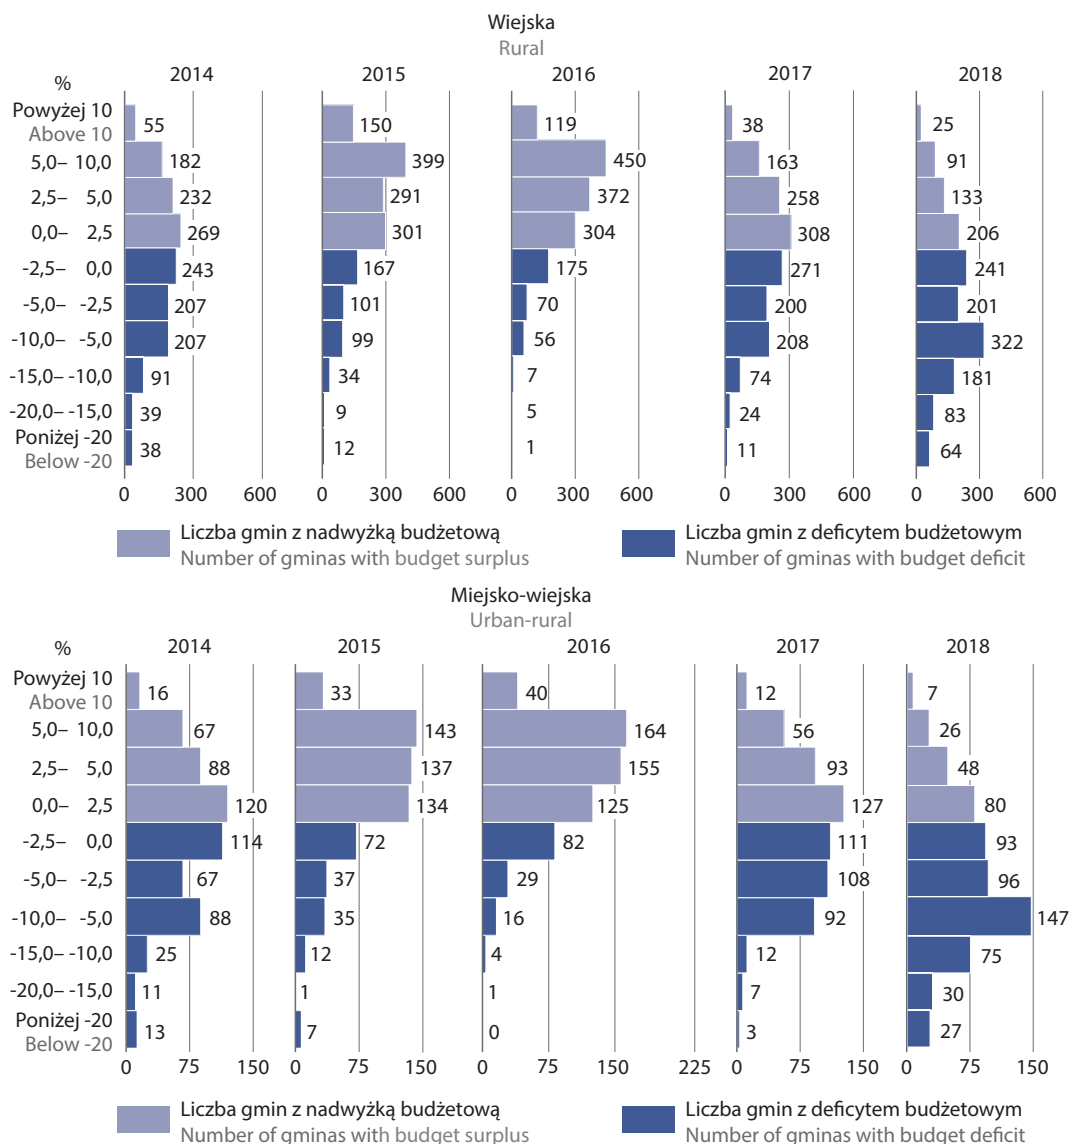 Wiejska
Rural
% 2014 2015 2016 2017 2018
Powyżej 10
Above 10
55 150 119 38 25
5,0– 10,0 182 399 450 163 91
2,5– 5,0 232 291 372 258 133
0,0– 2,5 269 301 304 308 206
-2,5– 0,0 243 167 175 271 241
-5,0– -2,5 207 101 70 200 201
-10,0– -5,0 207 99 56 208 322
-15,0– -10,0 91 34 7 74 181
-20,0– -15,0 39 9 5 24 83
Poniżej -20
Below -20
38 12 1 11 64
0 300 600 0 300 600 0 300 600 0 300 600 0 300 600
Liczba gmin z nadwyżką budżetową Liczba gmin z deficytem budżetowym
Number of gminas with budget surplus Number of gminas with budget deficit
Miejsko-wiejska
Urban-rural
% 2014 2015 2016 2017 2018
Powyżej 10
Above 10
16 33 40 12 7
5,0– 10,0 67 143 164 56 26
2,5– 5,0 88 137 155 93 48
0,0– 2,5 120 134 125 127 80
-2,5– 0,0 114 72 82 111 93
-5,0– -2,5 67 37 29 108 96
-10,0– -5,0 88 35 16 92 147
-15,0– -10,0 25 12 4 12 75
-20,0– -15,0 11 1 1 7 30
Poniżej -20
Below -20
13 7 0 3 27
0 75 150 0 75 150 0 75 150 225 0 75 150 0 75 150
Liczba gmin z nadwyżką budżetową Liczba gmin z deficytem budżetowym
Number of gminas with budget surplus Number of gminas with budget deficit